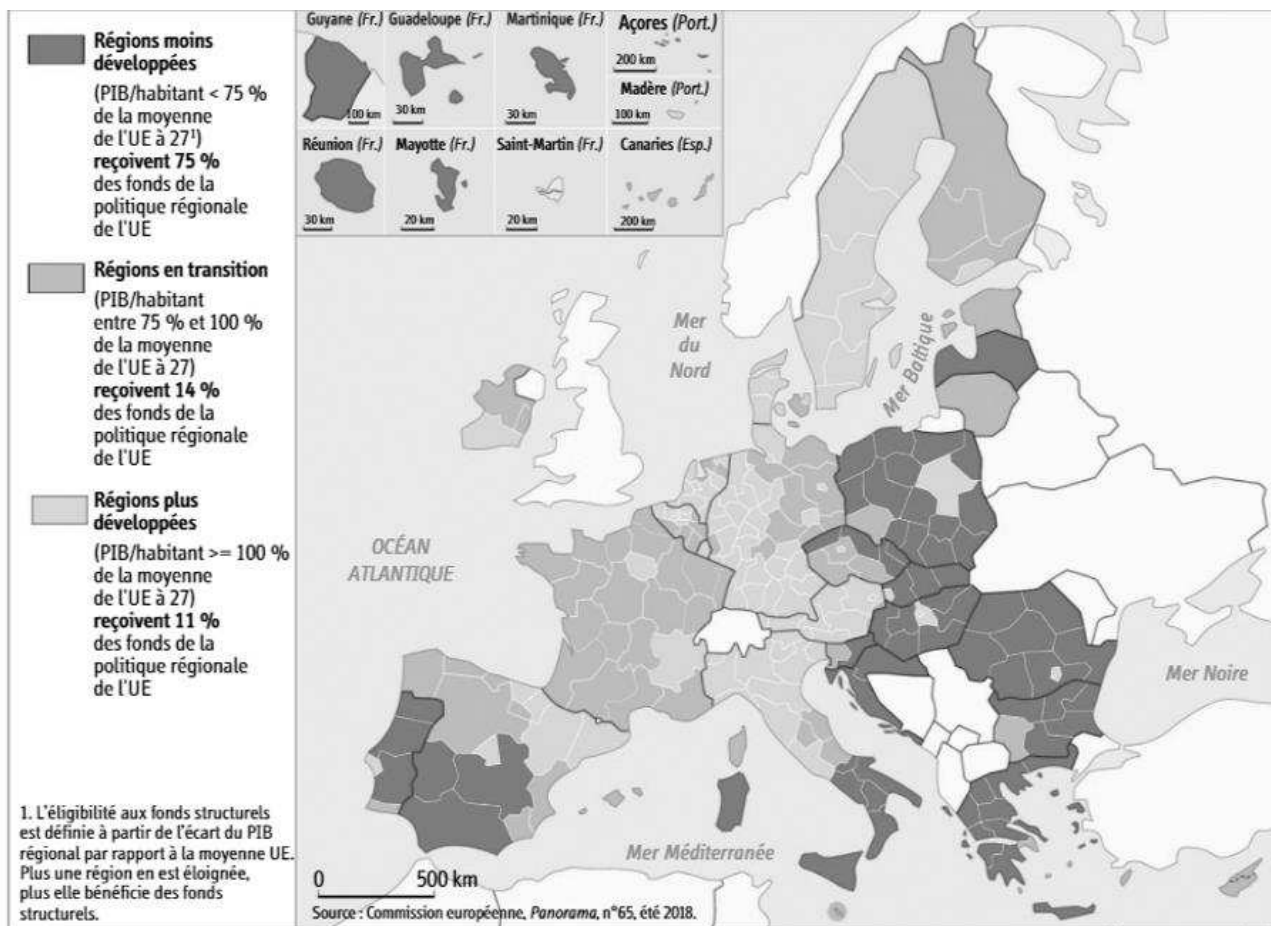 Régions moins
développées
(PIB/habitant < 75 %
de la moyenne
de l'UE à 27¹)
reçoivent 75 %
des fonds de la
politique régionale
de l'UE
Régions en transition
(PIB/habitant
entre 75 % et 100 %
de la moyenne
de l'UE à 27)
reçoivent 14 %
des fonds de la
politique régionale
de l'UE
Régions plus
développées
(PIB/habitant >= 100 %
de la moyenne
de l'UE à 27)
reçoivent 11 %
des fonds de la
politique régionale
de l'UE
1. L'éligibilité aux fonds structurels
est définie à partir de l'écart du PIB
régional par rapport à la moyenne UE.
Plus une région en est éloignée,
plus elle bénéficie des fonds
structurels.
Guyane (Fr.)
100 km
Guadeloupe (Fr.)
30 km
Martinique (Fr.)
30 km
Açores (Port.)
200 km
Madère (Port.)
100 km
Réunion (Fr.)
30 km
Mayotte (Fr.)
20 km
Saint-Martin (Fr.)
20 km
Canaries (Esp.)
200 km
Mer
du
Nord
Mer Baltique
OCÉAN
ATLANTIQUE
Mer Noire
Mer Méditerranée
0 500 km
Source : Commission européenne, Panorama, n°65, été 2018.